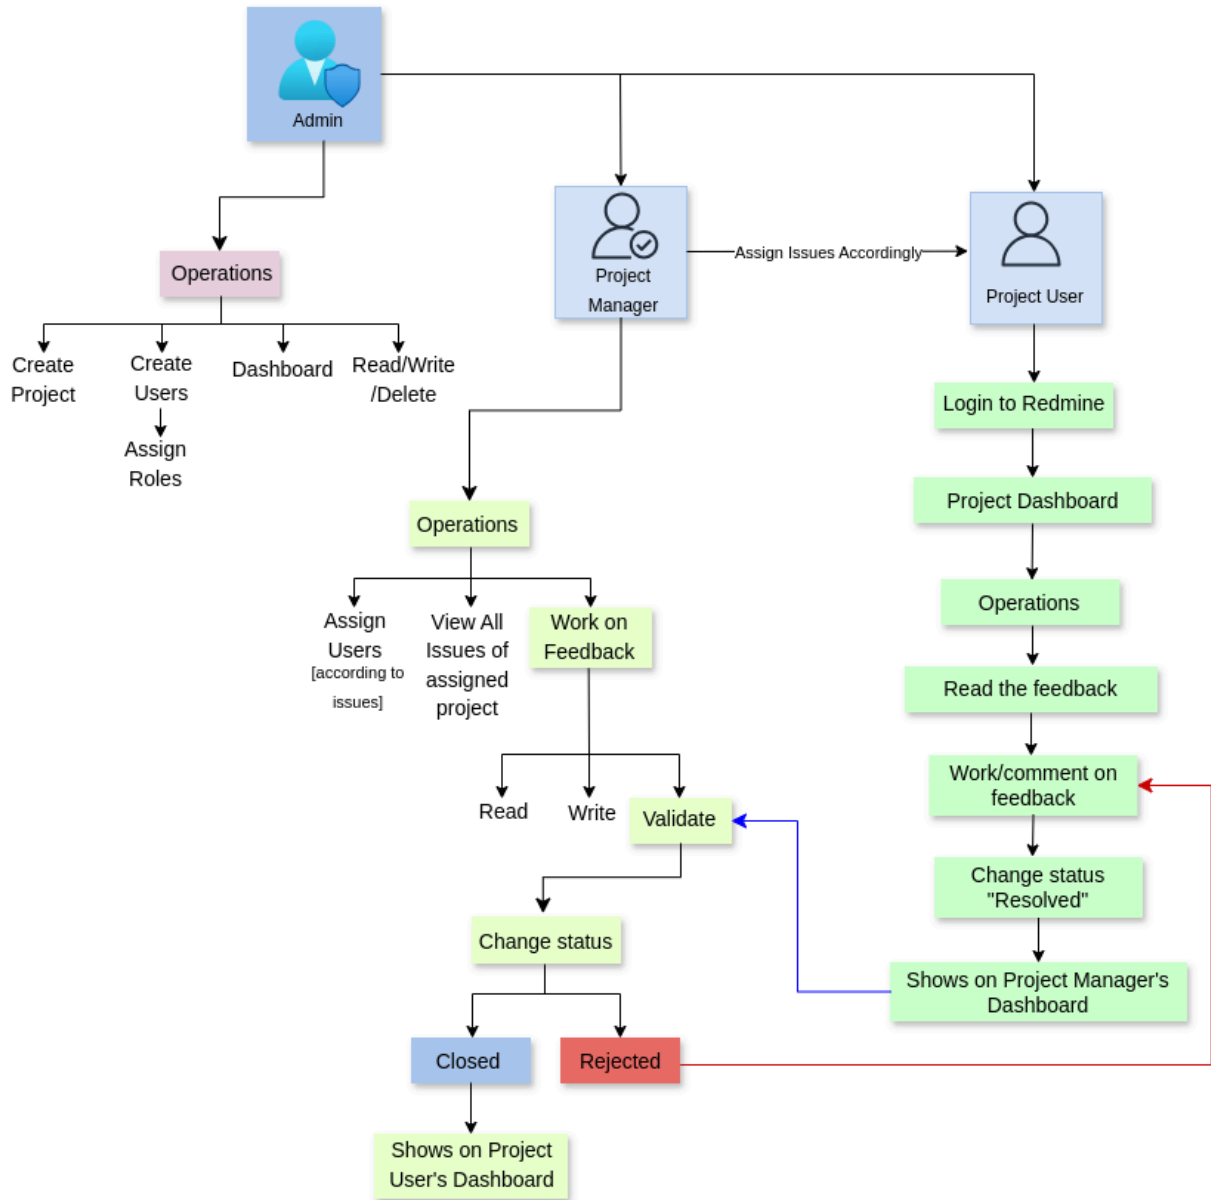 Admin
Project
Manager
Assign Issues Accordingly
Project User
Operations
Create
Project
Create
Users
Assign
Roles
Dashboard
Read/Write
/Delete
Operations
Assign
Users
[according to
issues]
View All
Issues of
assigned
project
Work on
Feedback
Read
Write
Validate
Change status
Closed
Rejected
Shows on Project
User's Dashboard
Login to Redmine
Project Dashboard
Operations
Read the feedback
Work/comment on
feedback
Change status
"Resolved"
Shows on Project Manager's
Dashboard